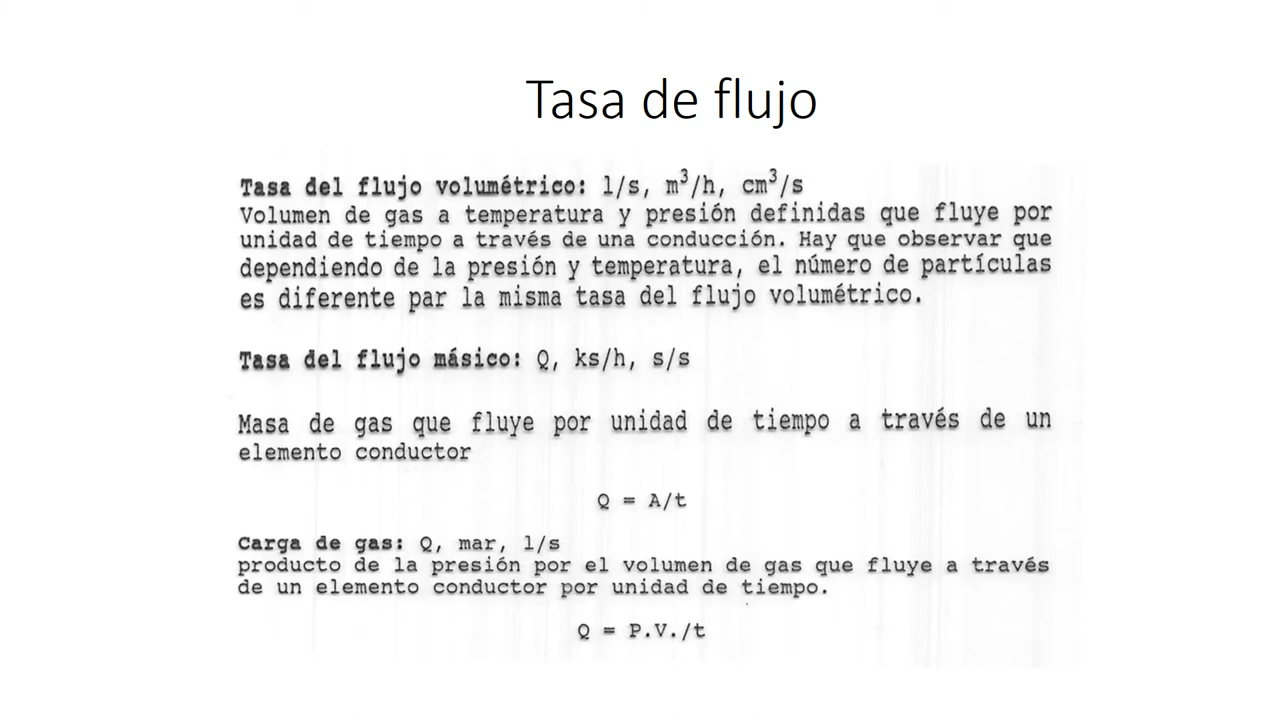 Tasa de flujo
Tasa del flujo volumétrico: l/s, m³/h, cm³/s
Volumen de gas a temperatura y presión definidas que fluye por
unidad de tiempo a través de una conducción. Hay que observar que
dependiendo de la presión y temperatura, el número de partículas
es diferente par la misma tasa del flujo volumétrico.
Tasa del flujo másico: Q, ks/h, s/s
Masa de gas que fluye por unidad de tiempo a través de un
elemento conductor
Q = A/t
Carga de gas: Q, mar, l/s
producto de la presión por el volumen de gas que fluye a través
de un elemento conductor por unidad de tiempo.
Q = P.V./t